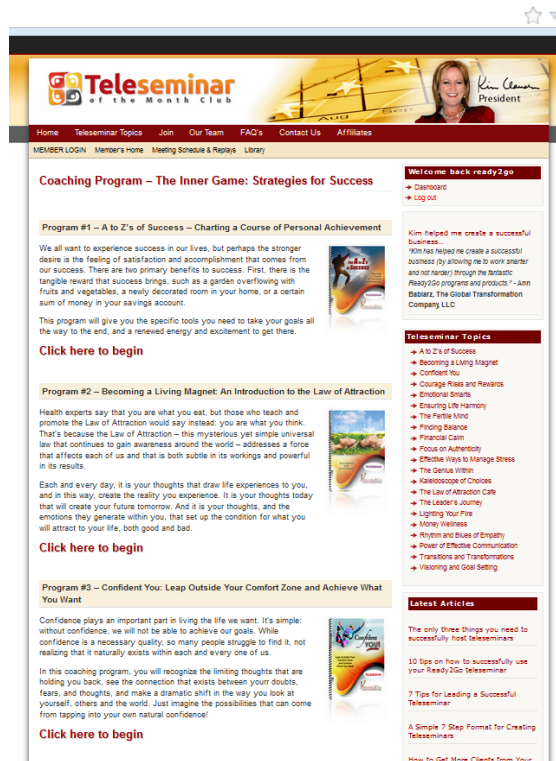 Teleseminar
of the Month Club
Aug
Sep
President
Home Teleseminar Topics Join Our Team FAQ's Contact Us Affiliates
MEMBER LOGIN Member's Home Meeting Schedule & Replays Library
Coaching Program – The Inner Game: Strategies for Success
Program #1 – A to Z's of Success – Charting a Course of Personal Achievement
We all want to experience success in our lives, but perhaps the stronger
desire is the feeling of satisfaction and accomplishment that comes from
our success. There are two primary benefits to success. First, there is the
tangible reward that success brings, such as a garden overflowing with
fruits and vegetables, a newly decorated room in your home, or a certain
sum of money in your savings account.
This program will give you the specific tools you need to take your goals all
the way to the end, and a renewed energy and excitement to get there.
Click here to begin
Program #2 – Becoming a Living Magnet: An Introduction to the Law of Attraction
Health experts say that you are what you eat, but those who teach and
promote the Law of Attraction would say instead: you are what you think.
That's because the Law of Attraction – this mysterious yet simple universal
law that continues to gain awareness around the world – addresses a force
that affects each of us and that is both subtle in its workings and powerful
in its results.
Each and every day, it is your thoughts that draw life experiences to you,
and in this way, create the reality you experience. It is your thoughts today
that will create your future tomorrow. And it is your thoughts, and the
emotions they generate within you, that set up the condition for what you
will attract to your life, both good and bad.
Click here to begin
Program #3 – Confident You: Leap Outside Your Comfort Zone and Achieve What
You Want
Confidence plays an important part in living the life we want. It's simple:
without confidence, we will not be able to achieve our goals. While
confidence is a necessary quality, so many people struggle to find it, not
realizing that it naturally exists within each and every one of us.
In this coaching program, you will recognize the limiting thoughts that are
holding you back, see the connection that exists between your doubts,
fears, and thoughts, and make a dramatic shift in the way you look at
yourself, others and the world. Just imagine the possibilities that can come
from tapping into your own natural confidence!
Click here to begin
Welcome back ready2go
Dashboard
Log out
Kim helped me create a successful
business...
"Kim has helped me create a successful
business (by allowing me to work smarter
and not harder) through the fantastic
Ready2Go programs and products." - Ann
Babiarz, The Global Transformation
Company, LLC
Teleseminar Topics
A to Z's of Success
Becoming a Living Magnet
Confident You
Courage Risks and Rewards
Emotional Smarts
Ensuring Life Harmony
The Fertile Mind
Finding Balance
Financial Calm
Focus on Authenticity
Effective Ways to Manage Stress
The Genius Within
Kaleidoscope of Choices
The Law of Attraction Cafe
The Leader's Journey
Lighting Your Fire
Money Wellness
Rhythm and Blues of Empathy
Power of Effective Communication
Transitions and Transformations
Visioning and Goal Setting
Latest Articles
The only three things you need to
successfully host teleseminars
10 tips on how to successfully use
your Ready2Go teleseminar
7 Tips for Leading a Successful
Teleseminar
A Simple 7 Step Format for Creating
Teleseminars
How to Get More Clients from Your